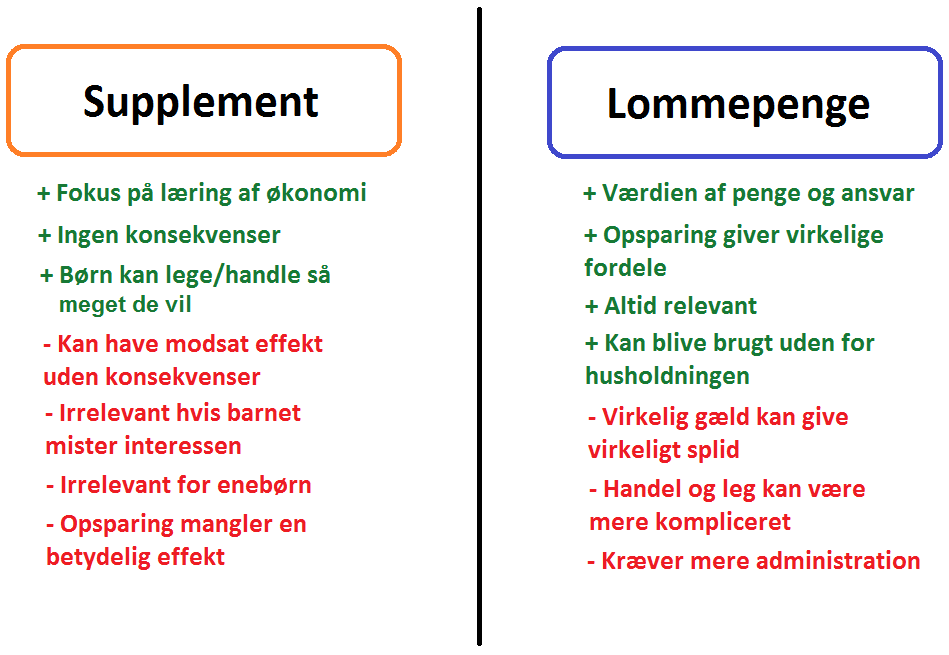 Supplement
+ Fokus på læring af økonomi
+ Ingen konsekvenser
+ Børn kan lege/handle så
meget de vil
- Kan have modsat effekt
uden konsekvenser
- Irrelevant hvis barnet
mister interessen
- Irrelevant for enebørn
- Opsparing mangler en
betydelig effekt
Lommepenge
+ Værdien af penge og ansvar
+ Opsparing giver virkelige
fordele
+ Altid relevant
+ Kan blive brugt uden for
husholdningen
- Virkelig gæld kan give
virkeligt splid
- Handel og leg kan være
mere kompliceret
- Kræver mere administration